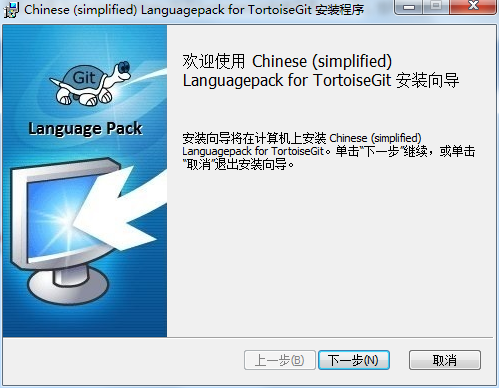 Chinese (simplified) Languagepack for TortoiseGit 安装程序
Git
Language Pack
欢迎使用 Chinese (simplified)
Languagepack for TortoiseGit 安装向导
安装向导将在计算机上安装 Chinese (simplified)
Languagepack for TortoiseGit。单击“下一步”继续，或单击
“取消”退出安装向导。
上一步(B)
下一步(N)
取消